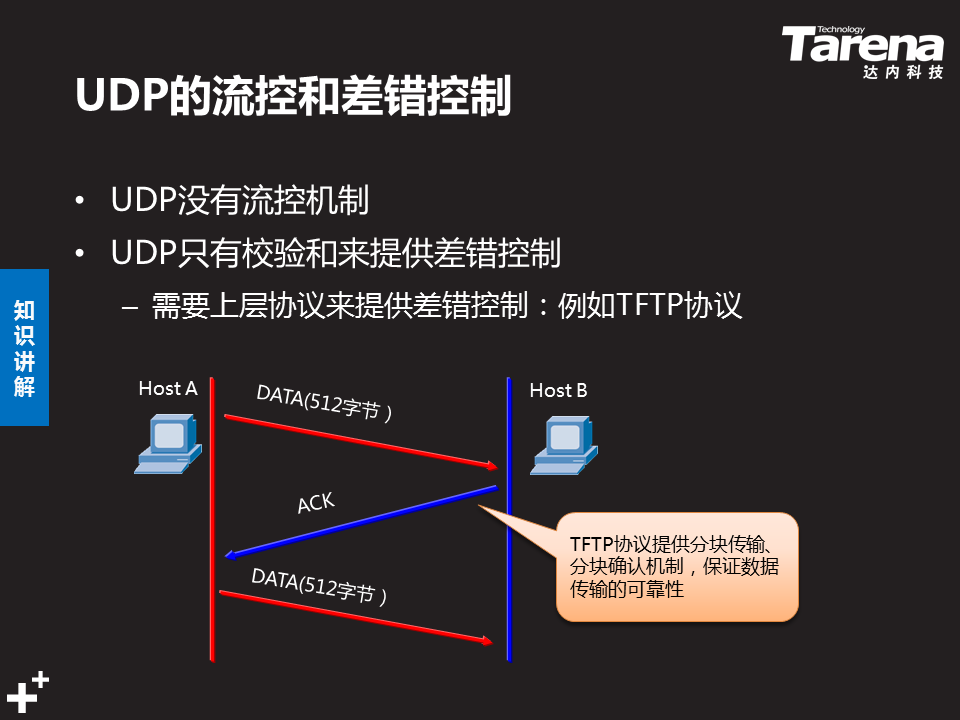 Technology
Tarena
达内科技
UDP的流控和差错控制
• UDP没有流控机制
• UDP只有校验和来提供差错控制
– 需要上层协议来提供差错控制：例如TFTP协议
知识讲解
Host A
DATA(512字节）
Host B
ACK
TFTP协议提供分块传输、
分块确认机制，保证数据
传输的可靠性
DATA(512字节）